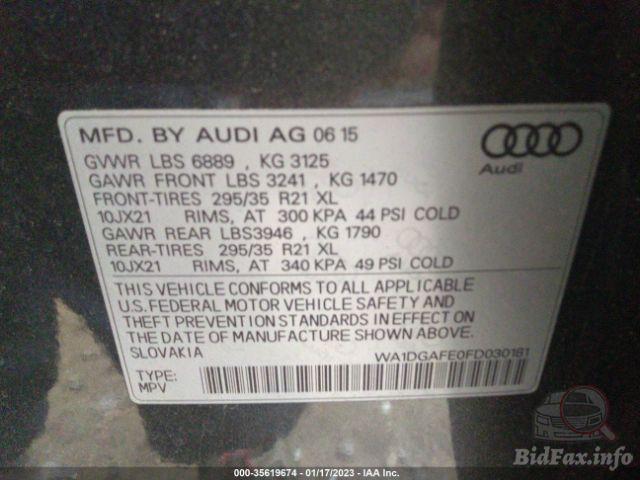 MFD. BY AUDI AG 06 15
GVWR LBS 6889 , KG 3125
GAWR FRONT LBS 3241 , KG 1470
FRONT-TIRES 295/35 R21 XL
10JX21 RIMS, AT 300 KPA 44 PSI COLD
GAWR REAR LBS3946 , KG 1790
REAR-TIRES 295/35 R21 XL
10JX21 RIMS, AT 340 KPA 49 PSI COLD
THIS VEHICLE CONFORMS TO ALL APPLICABLE
U.S. FEDERAL MOTOR VEHICLE SAFETY AND
THEFT PREVENTION STANDARDS IN EFFECT ON
THE DATE OF MANUFACTURE SHOWN ABOVE.
SLOVAKIA
WA1DGAFE0FD030181
TYPE:
MPV
Audi
BidFax.info
000-35619674 - 01/17/2023 - IAA Inc.